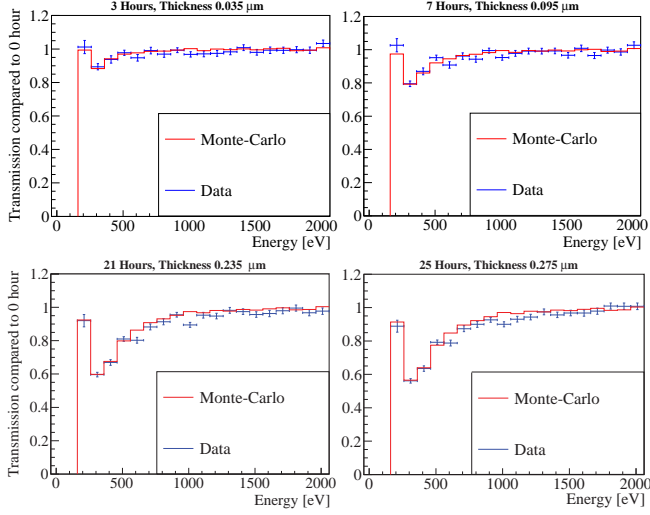 3 Hours, Thickness 0.035 μm
Transmission compared to 0 hour
1.2
1
0.8
0.6
0.4
0.2
0
Monte-Carlo
Data
0 500 1000 1500 2000
Energy [eV]
7 Hours, Thickness 0.095 μm
1.2
1
0.8
0.6
0.4
0.2
0
Monte-Carlo
Data
0 500 1000 1500 2000
Energy [eV]
21 Hours, Thickness 0.235 μm
Transmission compared to 0 hour
1.2
1.0
0.8
0.6
0.4
0.2
0
Monte-Carlo
Data
0 500 1000 1500 2000
Energy [eV]
25 Hours, Thickness 0.275 μm
1.2
1
0.8
0.6
0.4
0.2
0
Monte-Carlo
Data
0 500 1000 1500 2000
Energy [eV]